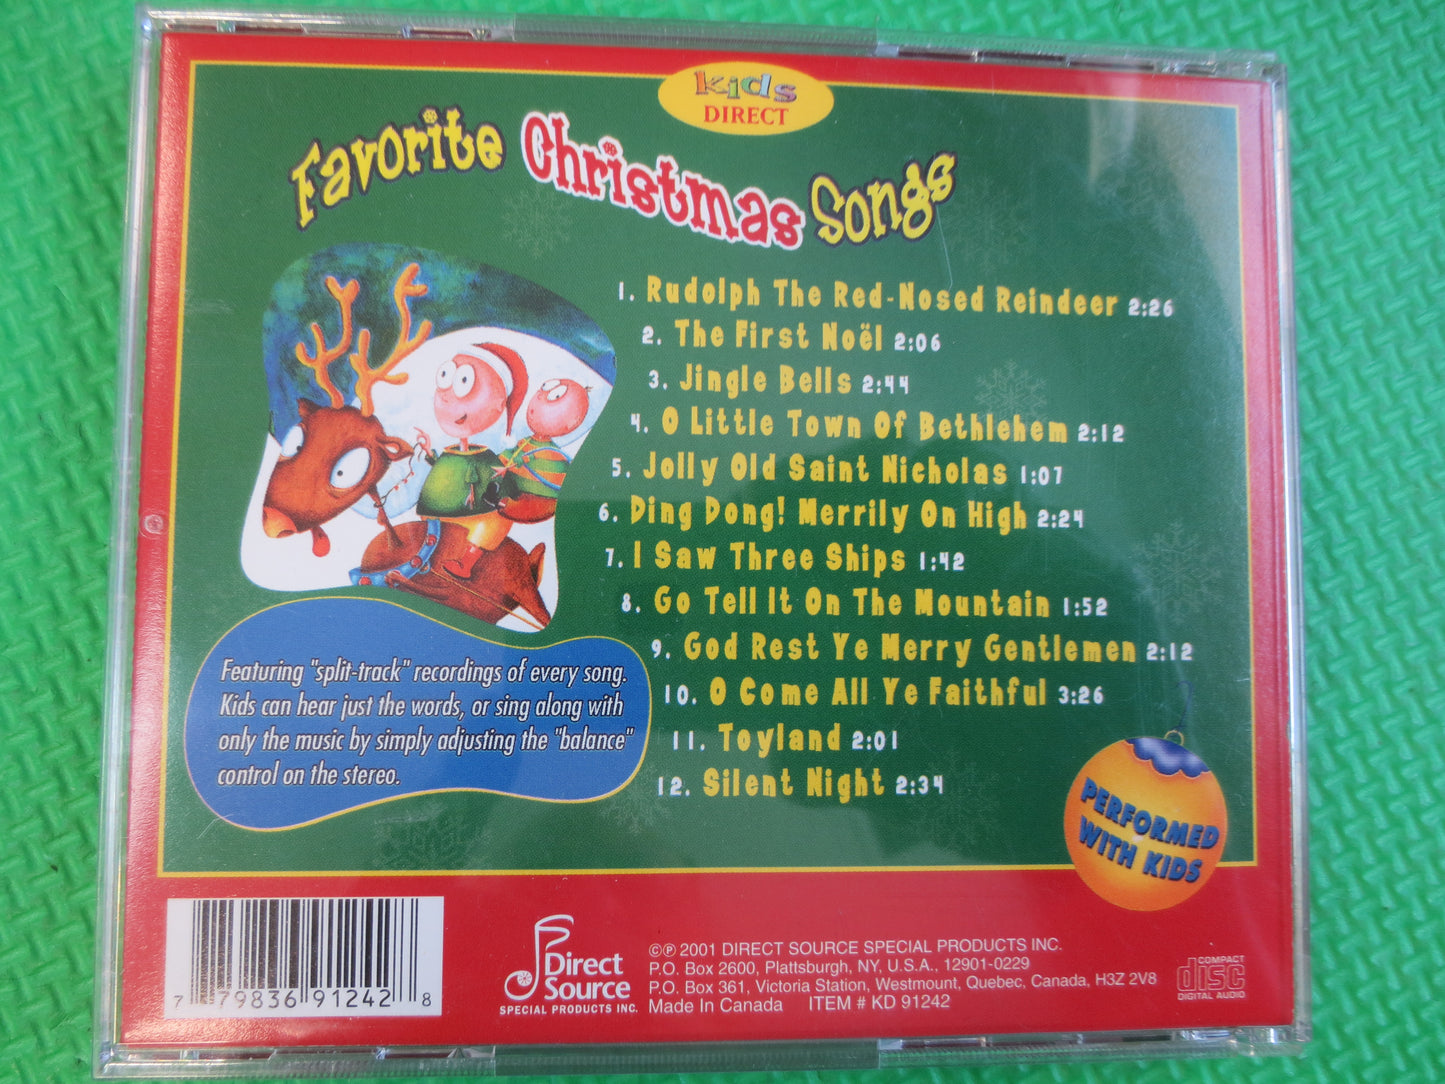 Kids
DIRECT
Favorite Christmas Songs
1. Rudolph The Red-Nosed Reindeer 2:26
2. The First Noël 2:06
3. Jingle Bells 2:44
4. O Little Town Of Bethlehem 2:12
5. Jolly Old Saint Nicholas 1:07
6. Ding Dong! Merrily On High 2:24
7. I Saw Three Ships 1:42
8. Go Tell It On The Mountain 1:52
9. God Rest Ye Merry Gentlemen 2:12
10. O Come All Ye Faithful 3:26
11. Toyland 2:01
12. Silent Night 2:34
Featuring "split-track" recordings of every song.
Kids can hear just the words, or sing along with
only the music by simply adjusting the "balance"
control on the stereo.
PERFORMED
WITH KIDS
7 79836 91242 8
Direct
Source
SPECIAL PRODUCTS INC.
©℗ 2001 DIRECT SOURCE SPECIAL PRODUCTS INC.
P.O. Box 2600, Plattsburgh, NY, U.S.A., 12901-0229
P.O. Box 361, Victoria Station, Westmount, Quebec, Canada, H3Z 2V8
Made In Canada ITEM # KD 91242
COMPACT
disc
DIGITAL AUDIO